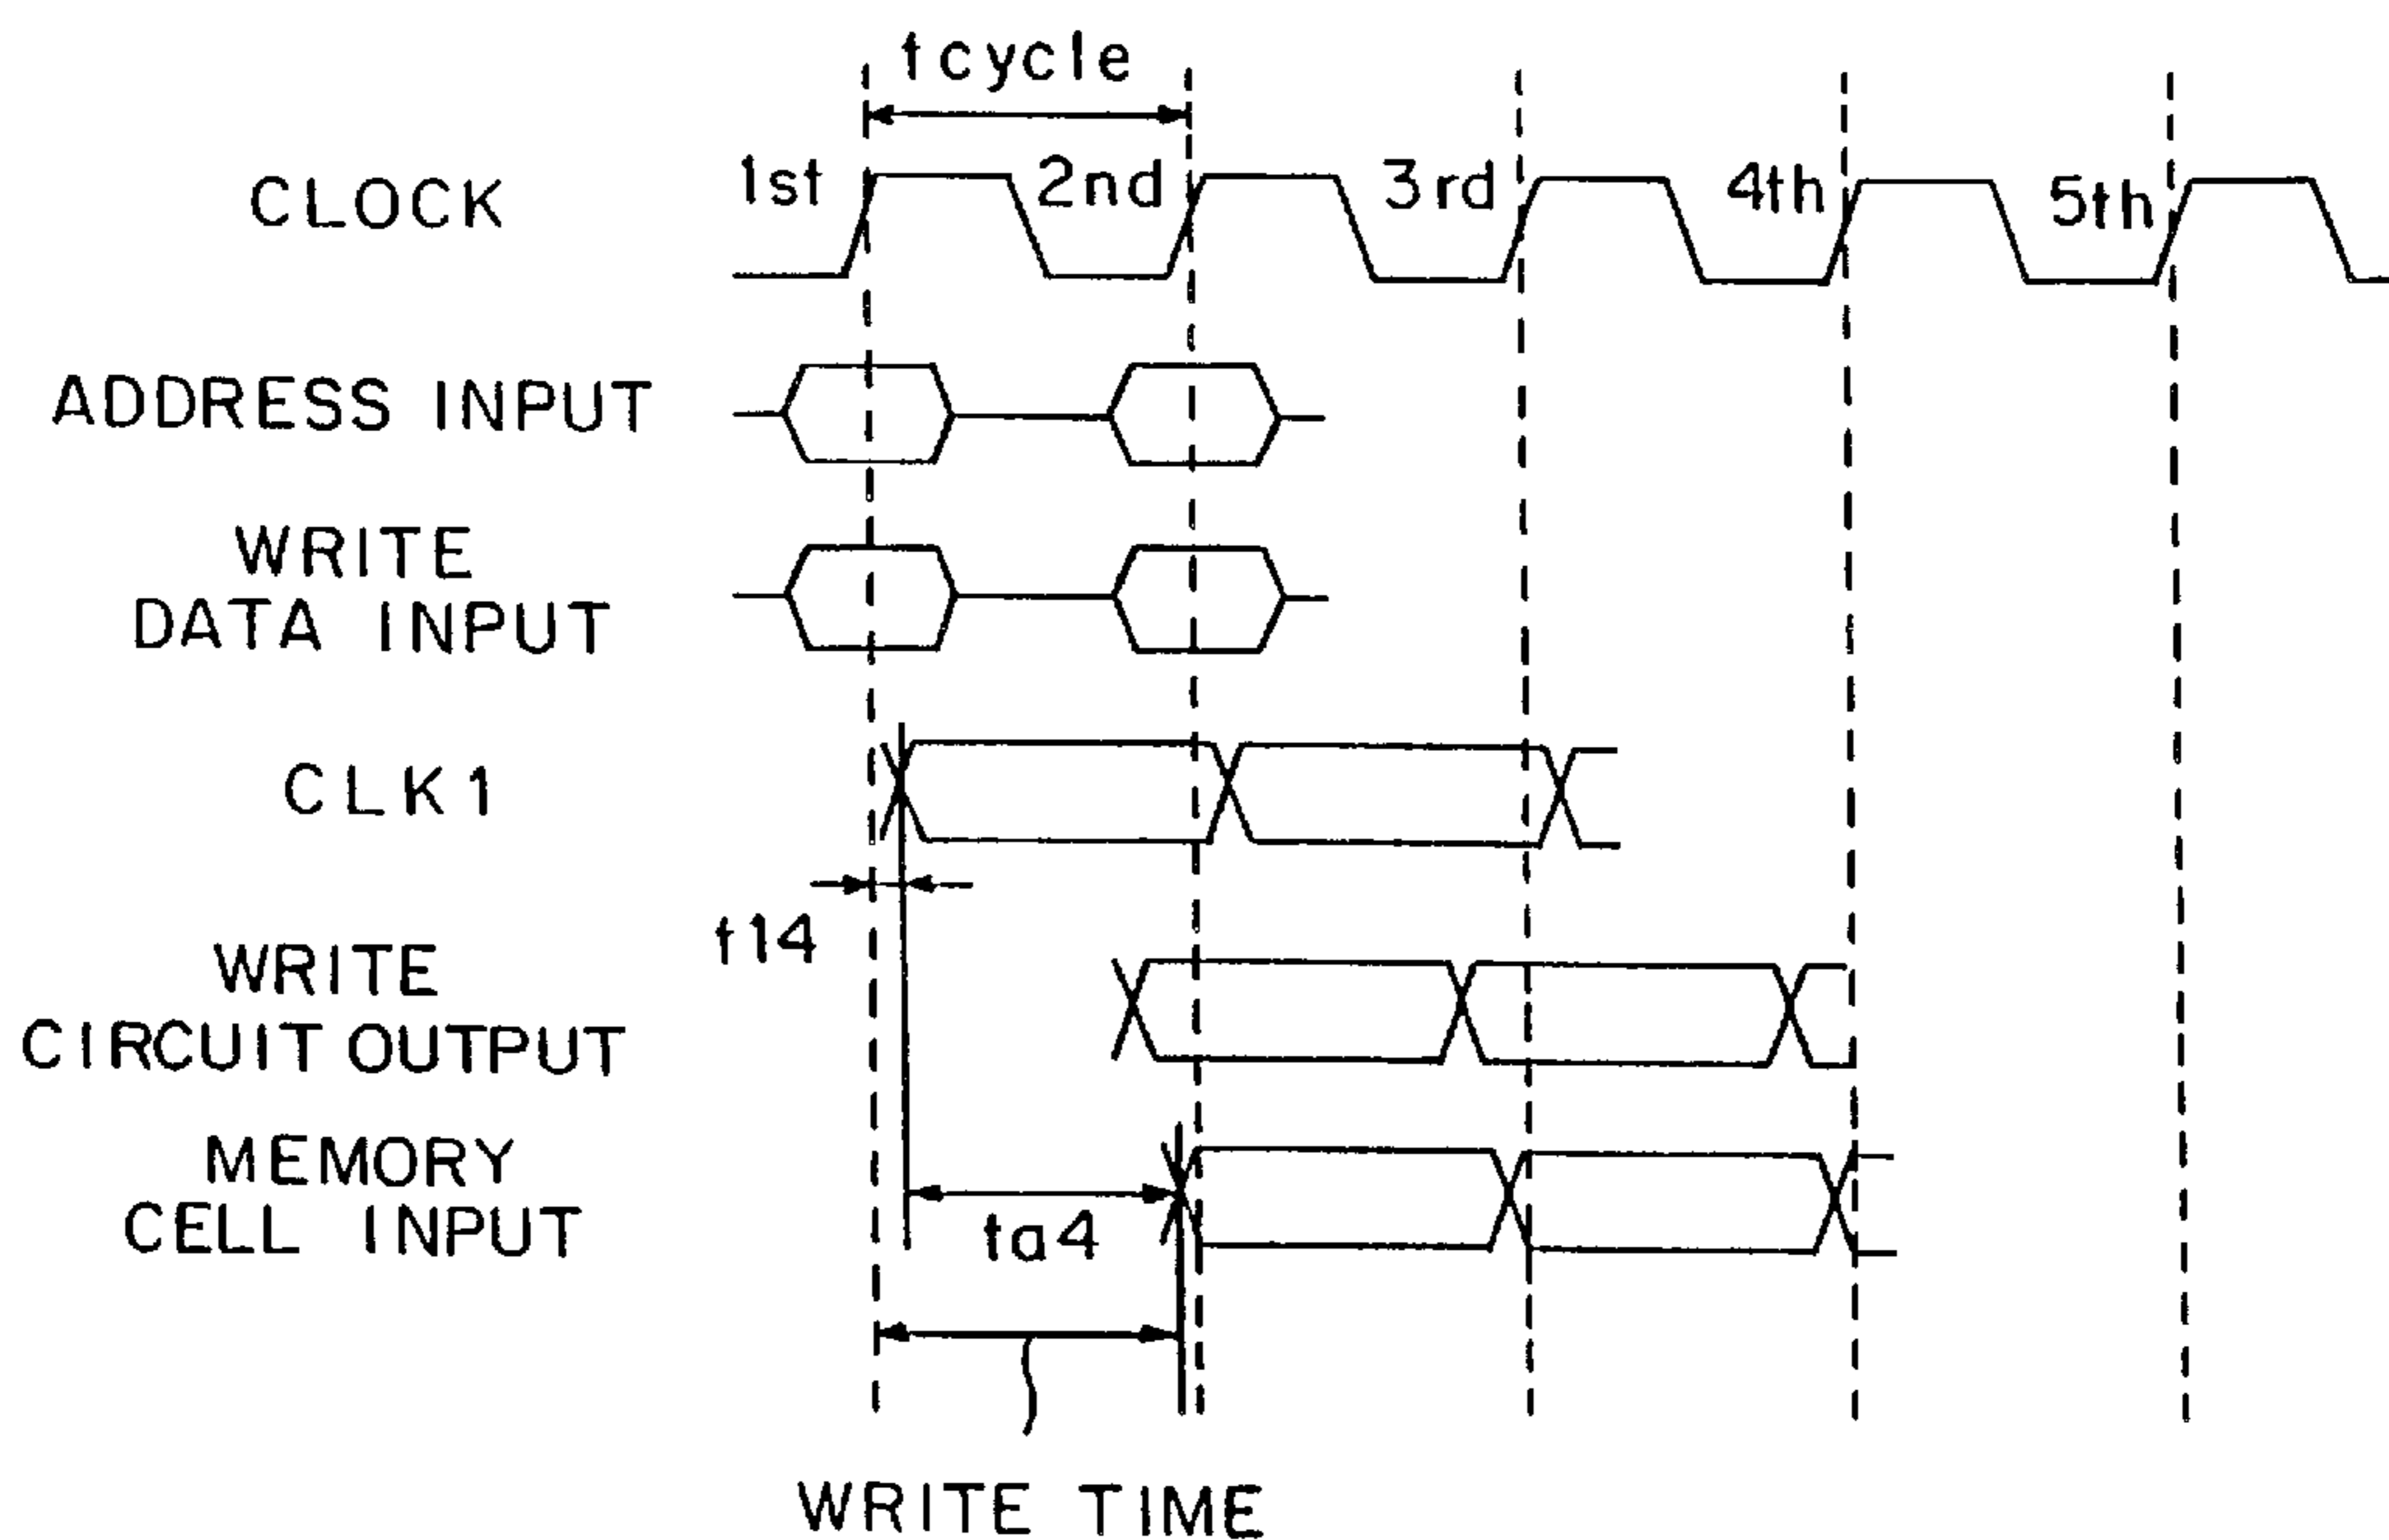 tcycle
CLOCK
1st
2nd
3rd
4th
5th
ADDRESS INPUT
WRITE
DATA INPUT
CLK1
t14
WRITE
CIRCUIT OUTPUT
MEMORY
CELL INPUT
ta4
WRITE TIME